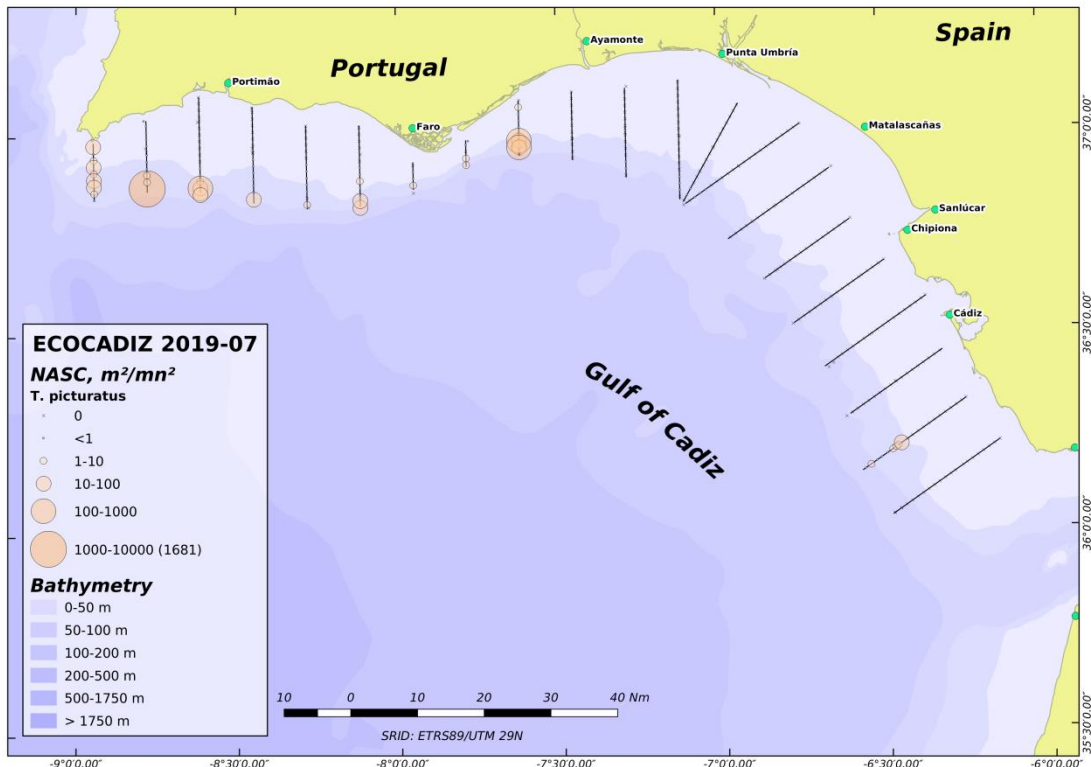 Spain
Portugal
Ayamonte
Punta Umbría
Portimão
Faro
Matalascañas
Sanlúcar
Chipiona
Cádiz
Gulf of Cadiz
37°0'0.00"
36°30'0.00"
36°0'0.00"
35°30'0.00"
ECOCADIZ 2019-07
NASC, m²/mn²
T. picturatus
0
<1
1-10
10-100
100-1000
1000-10000 (1681)
Bathymetry
0-50 m
50-100 m
100-200 m
200-500 m
500-1750 m
> 1750 m
10 0 10 20 30 40 Nm
SRID: ETRS89/UTM 29N
-9°0'0.00" -8°30'0.00" -8°0'0.00" -7°30'0.00" -7°0'0.00" -6°30'0.00" -6°0'0.00"